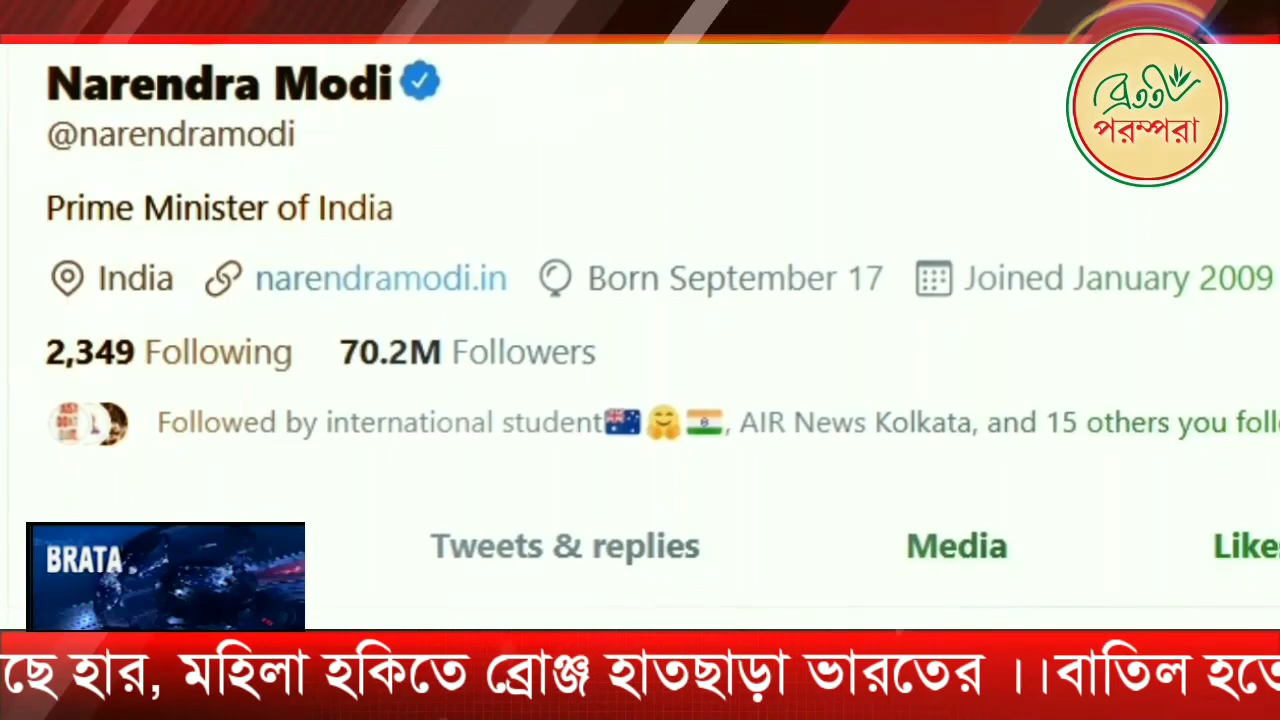 Narendra Modi
@narendramodi
Prime Minister of India
India narendramodi.in Born September 17 Joined January 2009
2,349 Following 70.2M Followers
Followed by international student🇦🇺🤗🇮🇳, AIR News Kolkata, and 15 others you foll
Tweets & replies Media Likes
ব্রততী
পরম্পরা
BRATA
ছে হার, মহিলা হকিতে ব্রোঞ্জ হাতছাড়া ভারতের ।।বাতিল হতে